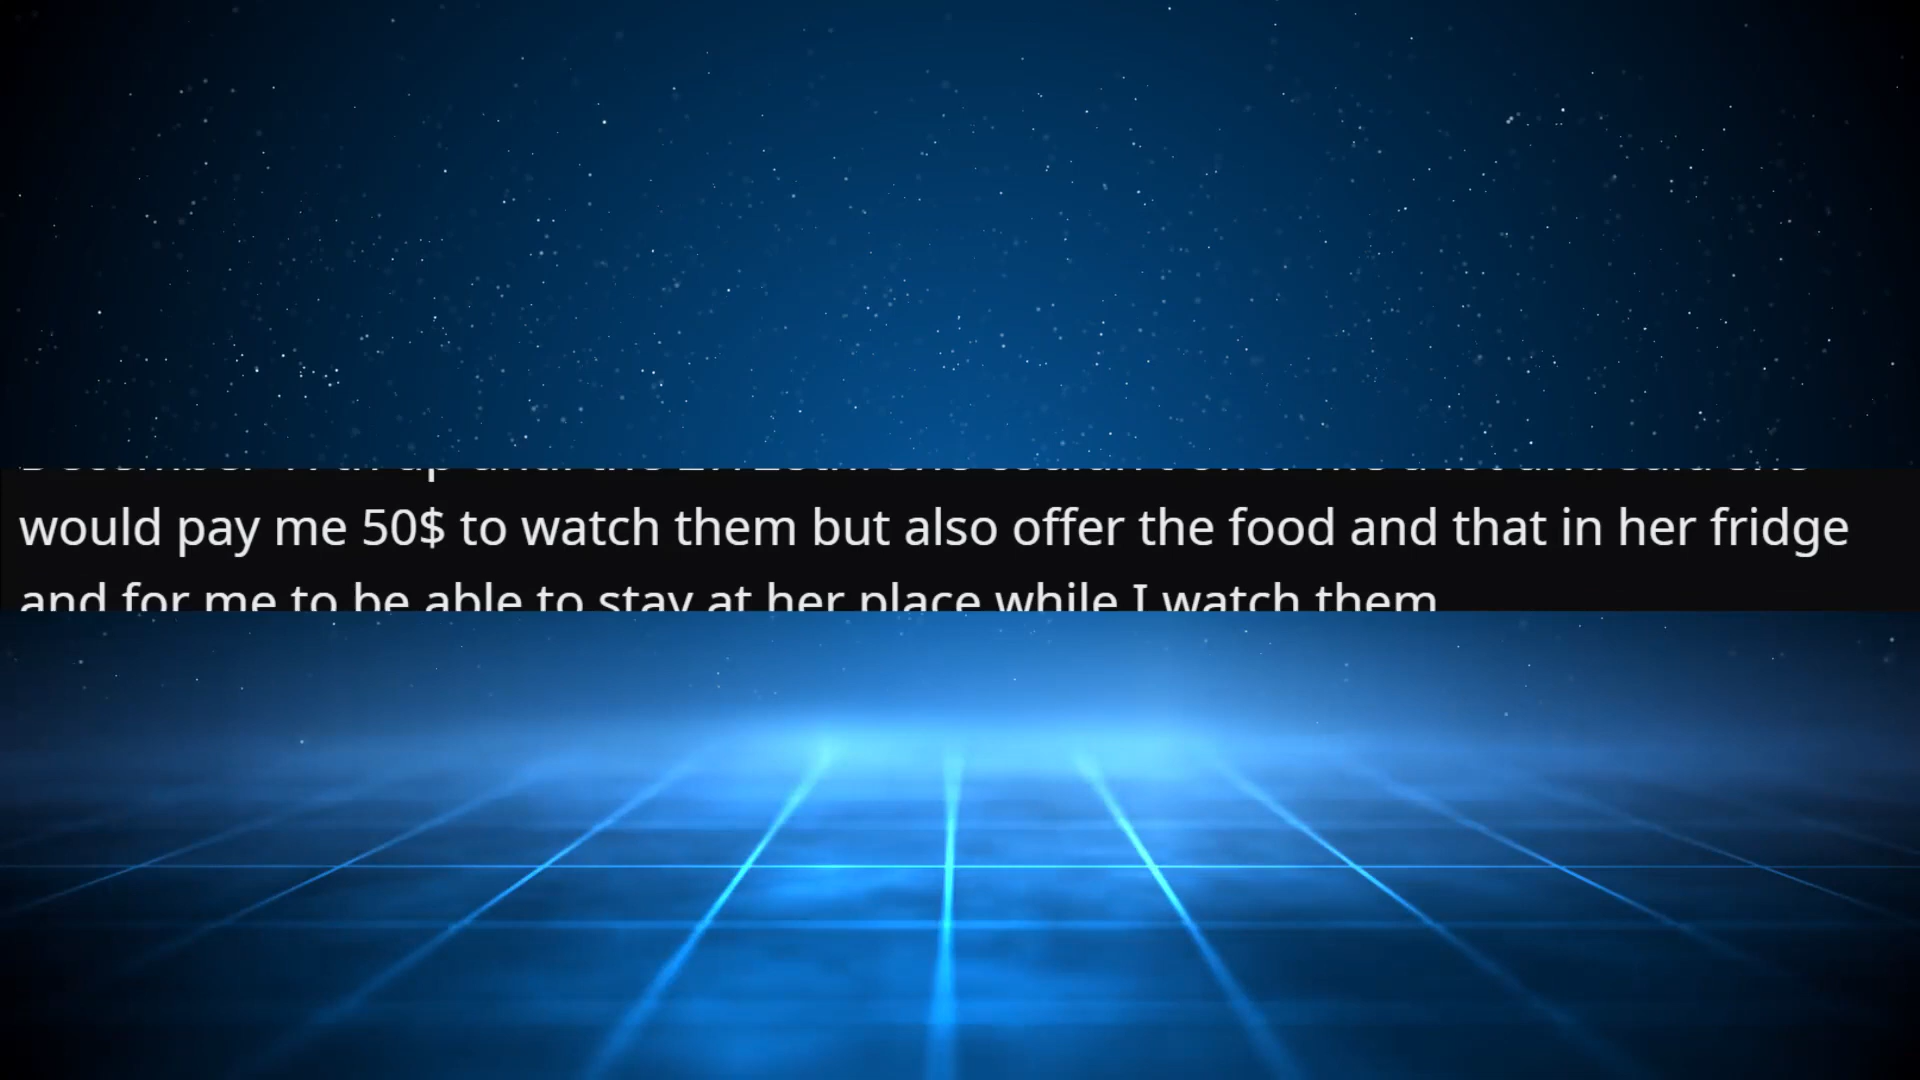 would pay me 50$ to watch them but also offer the food and that in her fridge
and for me to be able to stay at her place while I watch them